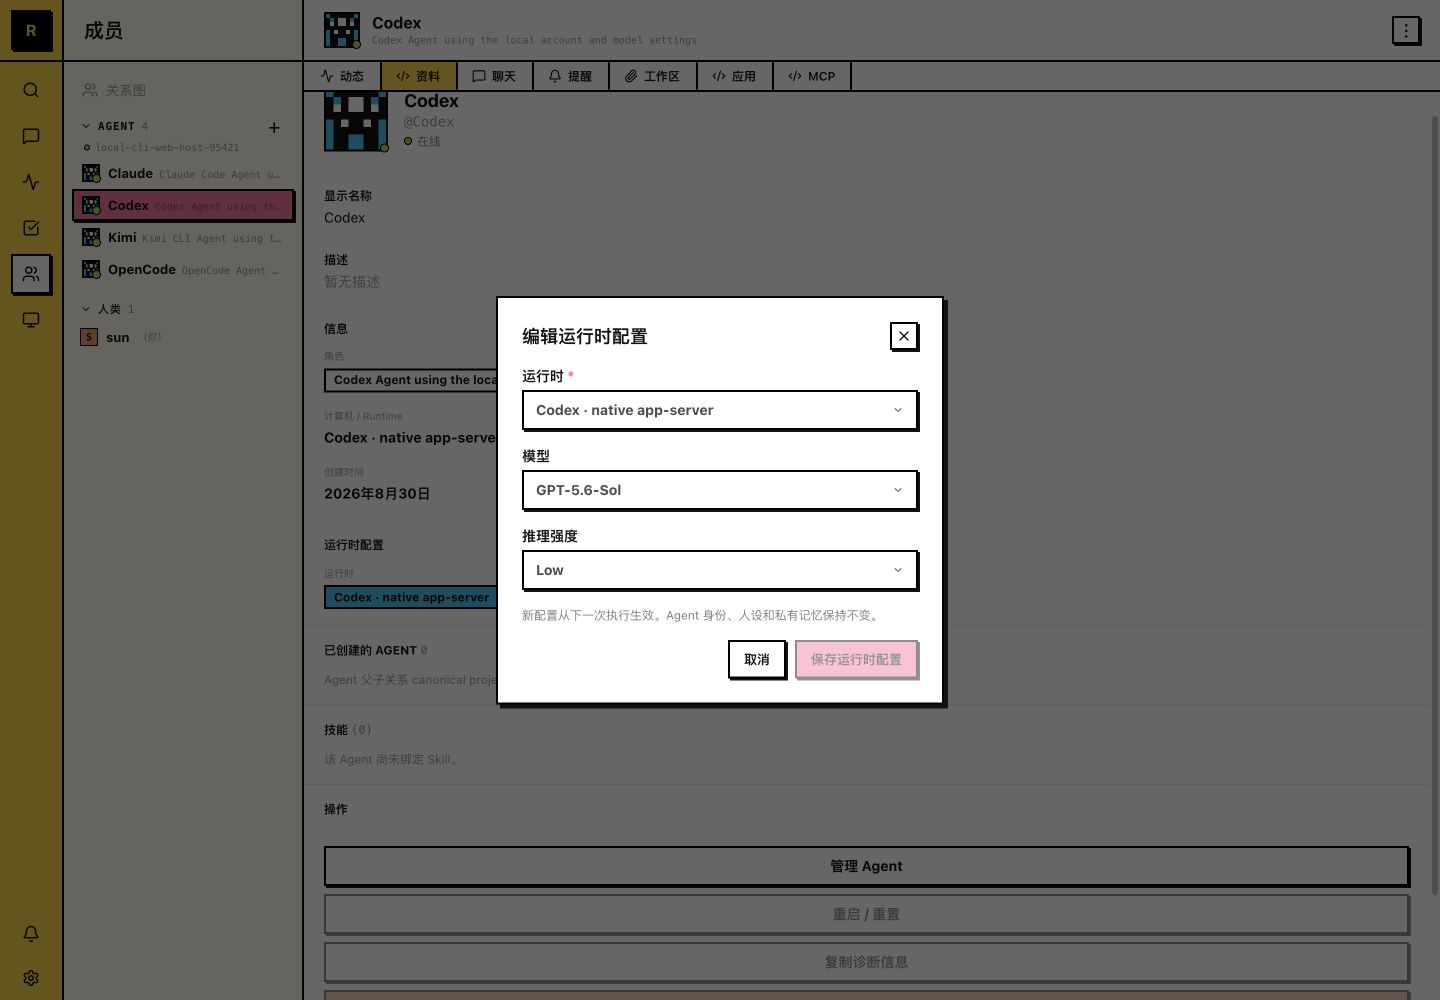 R
成员
关系图
AGENT 4
local-cli-web-host-95421
Claude Claude Code Agent u…
Codex Codex Agent using th…
Kimi Kimi CLI Agent using t…
OpenCode OpenCode Agent …
人类 1
S sun (你)
Codex
Codex Agent using the local account and model settings
动态 资料 聊天 提醒 工作区 应用 MCP
Codex
@Codex
在线
显示名称
Codex
描述
暂无描述
信息
角色
Codex Agent using the loca
计算机 / Runtime
Codex · native app-serve
创建时间
2026年8月30日
运行时配置
运行时
Codex · native app-server
已创建的 AGENT 0
Agent 父子关系 canonical proje
技能 (0)
该 Agent 尚未绑定 Skill。
操作
管理 Agent
重启 / 重置
复制诊断信息
编辑运行时配置
运行时 *
Codex · native app-server
模型
GPT-5.6-Sol
推理强度
Low
新配置从下一次执行生效。Agent 身份、人设和私有记忆保持不变。
取消 保存运行时配置